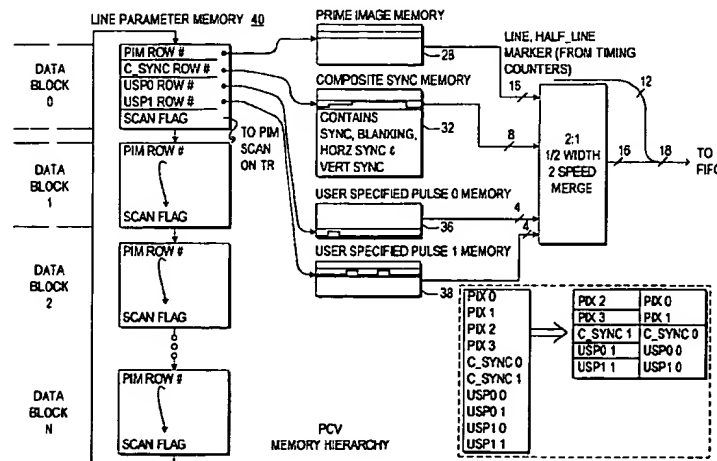 LINE PARAMETER MEMORY 40
DATA BLOCK 0
PIM ROW #
C_SYNC ROW #
USP0 ROW #
USP1 ROW #
SCAN FLAG
TO PIM SCAN ON TR
DATA BLOCK 1
PIM ROW #
SCAN FLAG
DATA BLOCK 2
PIM ROW #
SCAN FLAG
DATA BLOCK N
PIM ROW #
SCAN FLAG
PRIME IMAGE MEMORY
28
COMPOSITE SYNC MEMORY
CONTAINS
SYNC, BLANKING,
HORZ SYNC &
VERT SYNC
32
USER SPECIFIED PULSE 0 MEMORY
36
USER SPECIFIED PULSE 1 MEMORY
38
LINE, HALF_LINE
MARKER (FROM TIMING
COUNTERS)
16
12
8
4
4
2:1
1/2 WIDTH
2 SPEED
MERGE
16
18
TO
FIFO
PIX 0
PIX 1
PIX 2
PIX 3
C_SYNC 0
C_SYNC 1
USP0 0
USP0 1
USP1 0
USP1 1
PIX 2 PIX 0
PIX 3 PIX 1
C_SYNC 1 C_SYNC 0
USP0 1 USP0 0
USP1 1 USP1 0
PCV
MEMORY HIERARCHY